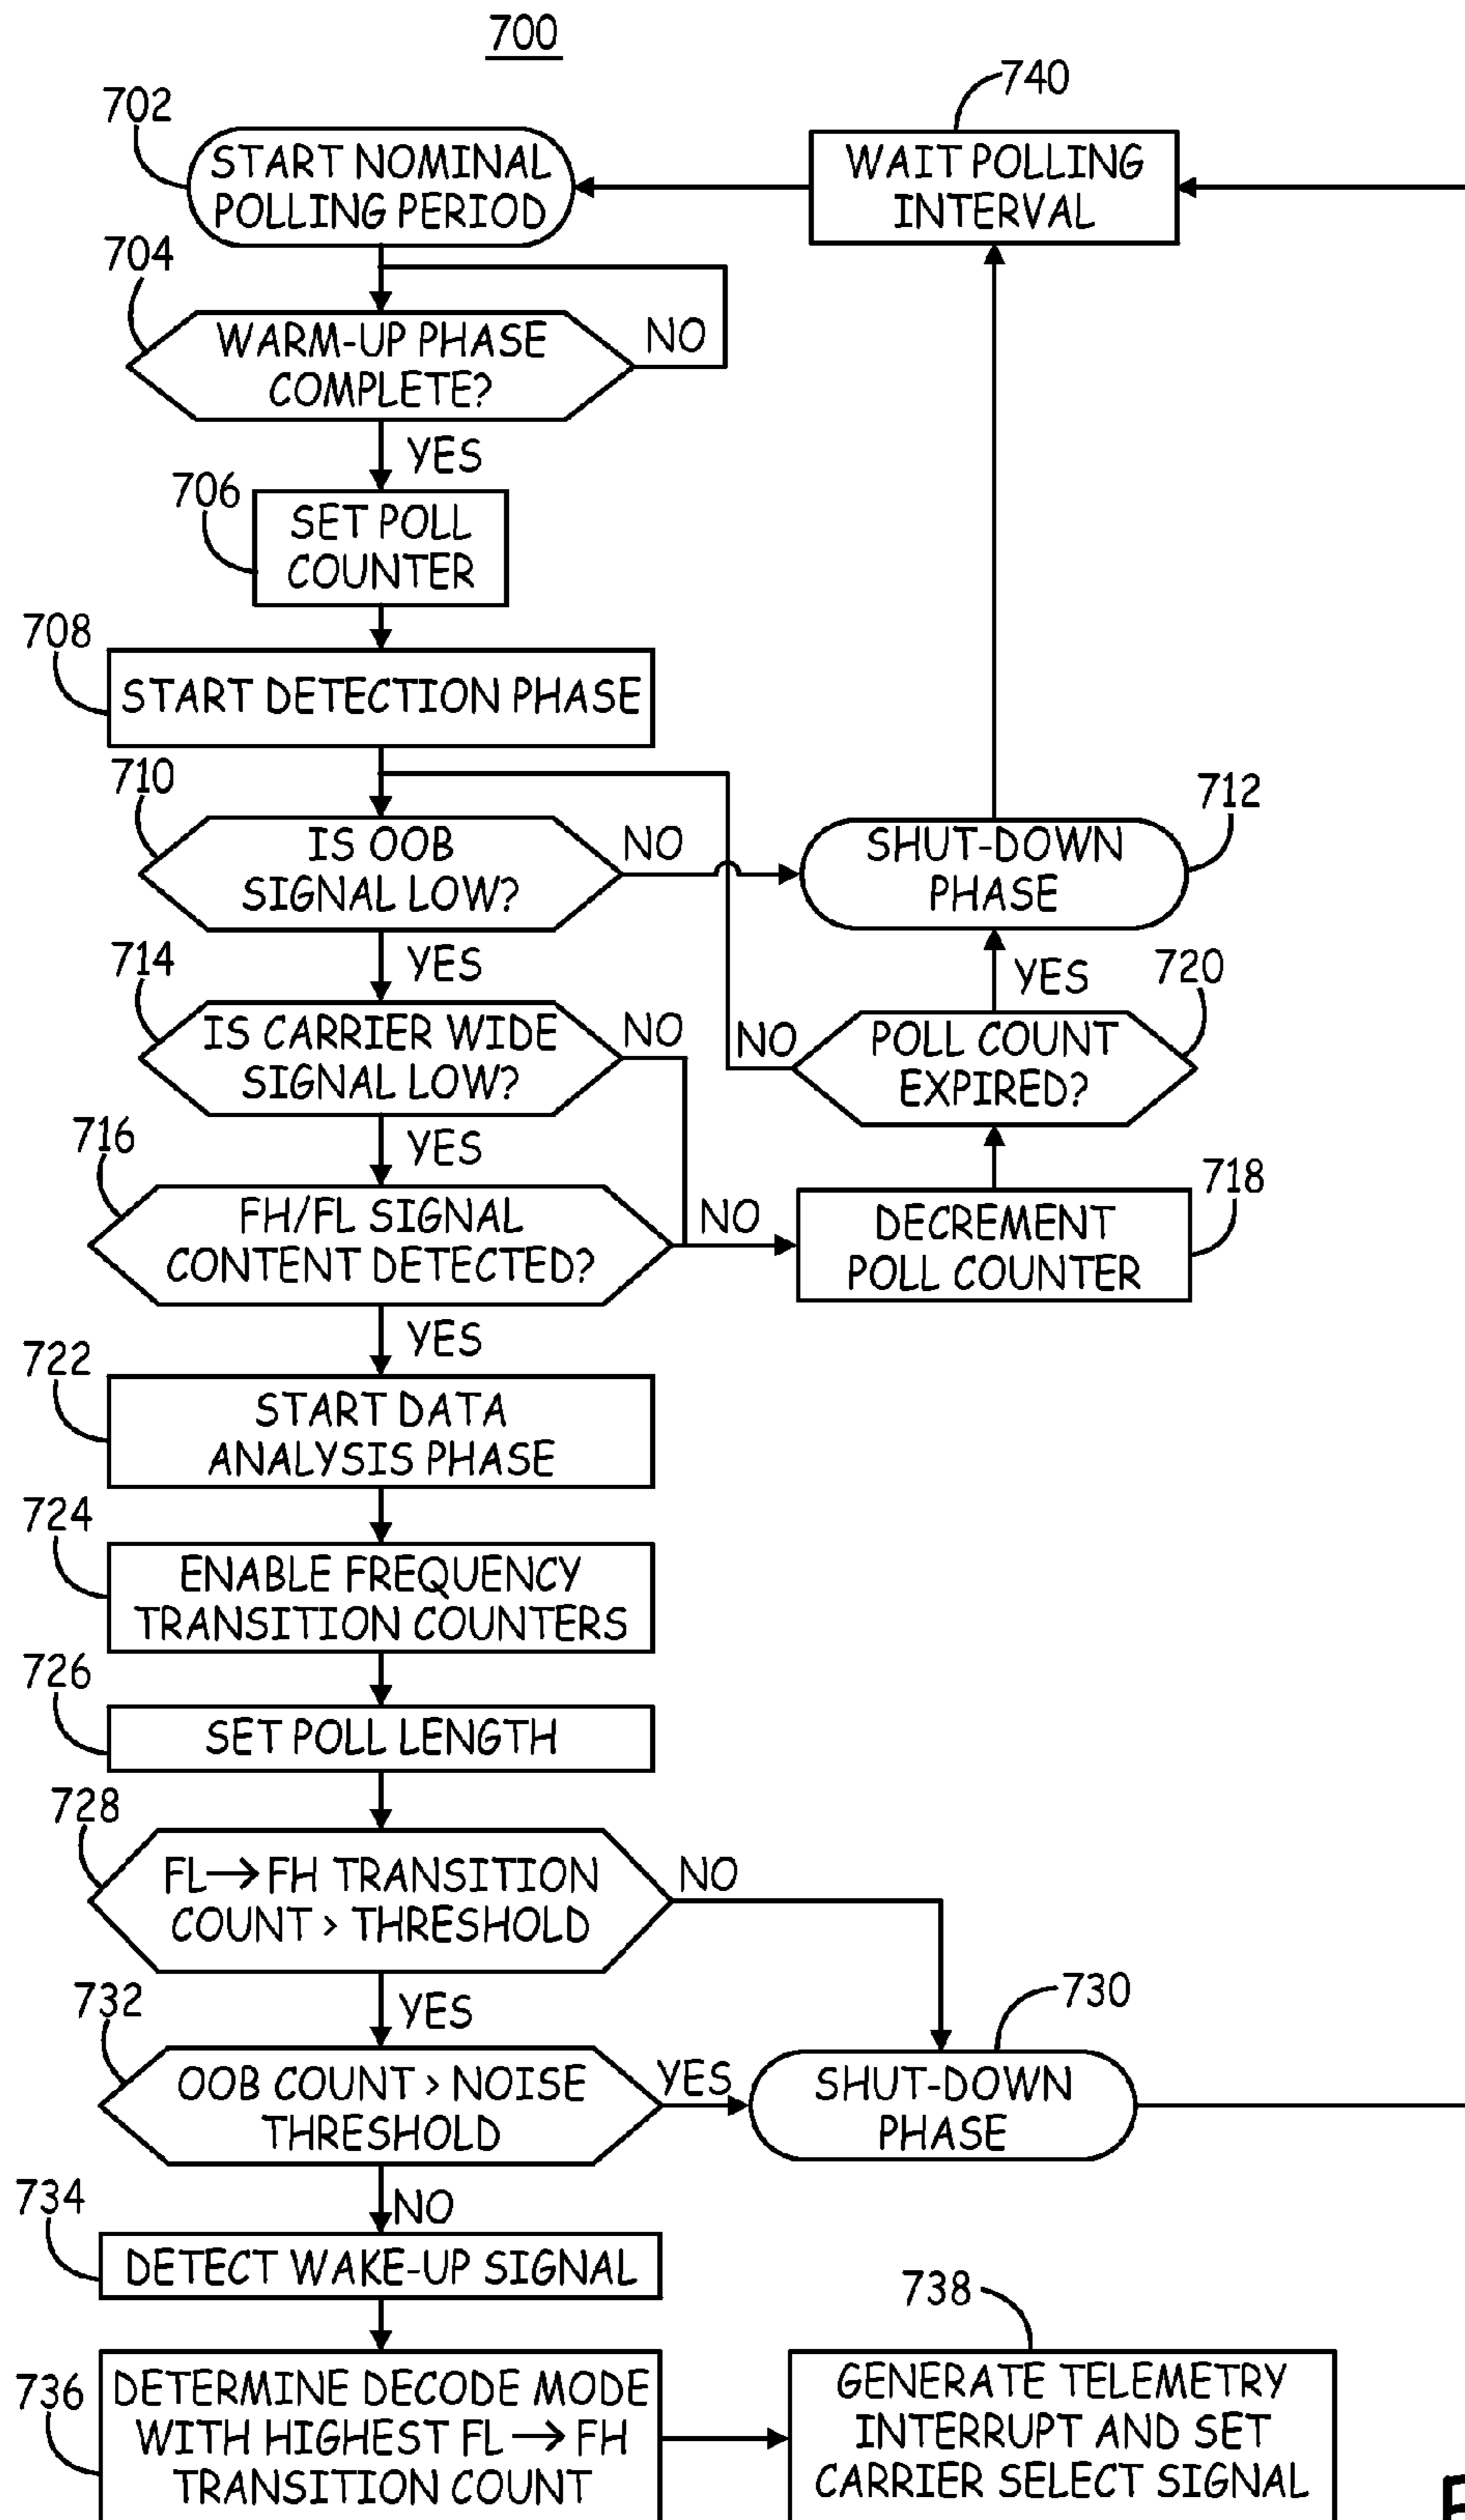 700
702
START NOMINAL
POLLING PERIOD
740
WAIT POLLING
INTERVAL
704
WARM-UP PHASE
COMPLETE?
NO
YES
706
SET POLL
COUNTER
708
START DETECTION PHASE
710
IS OOB
SIGNAL LOW?
NO
712
SHUT-DOWN
PHASE
YES
714
IS CARRIER WIDE
SIGNAL LOW?
NO
YES
720
NO
POLL COUNT
EXPIRED?
YES
716
FH/FL SIGNAL
CONTENT DETECTED?
NO
718
DECREMENT
POLL COUNTER
YES
722
START DATA
ANALYSIS PHASE
724
ENABLE FREQUENCY
TRANSITION COUNTERS
726
SET POLL LENGTH
728
FL→FH TRANSITION
COUNT > THRESHOLD
NO
YES
730
732
OOB COUNT > NOISE
THRESHOLD
YES
SHUT-DOWN
PHASE
NO
734
DETECT WAKE-UP SIGNAL
736
DETERMINE DECODE MODE
WITH HIGHEST FL→FH
TRANSITION COUNT
738
GENERATE TELEMETRY
INTERRUPT AND SET
CARRIER SELECT SIGNAL